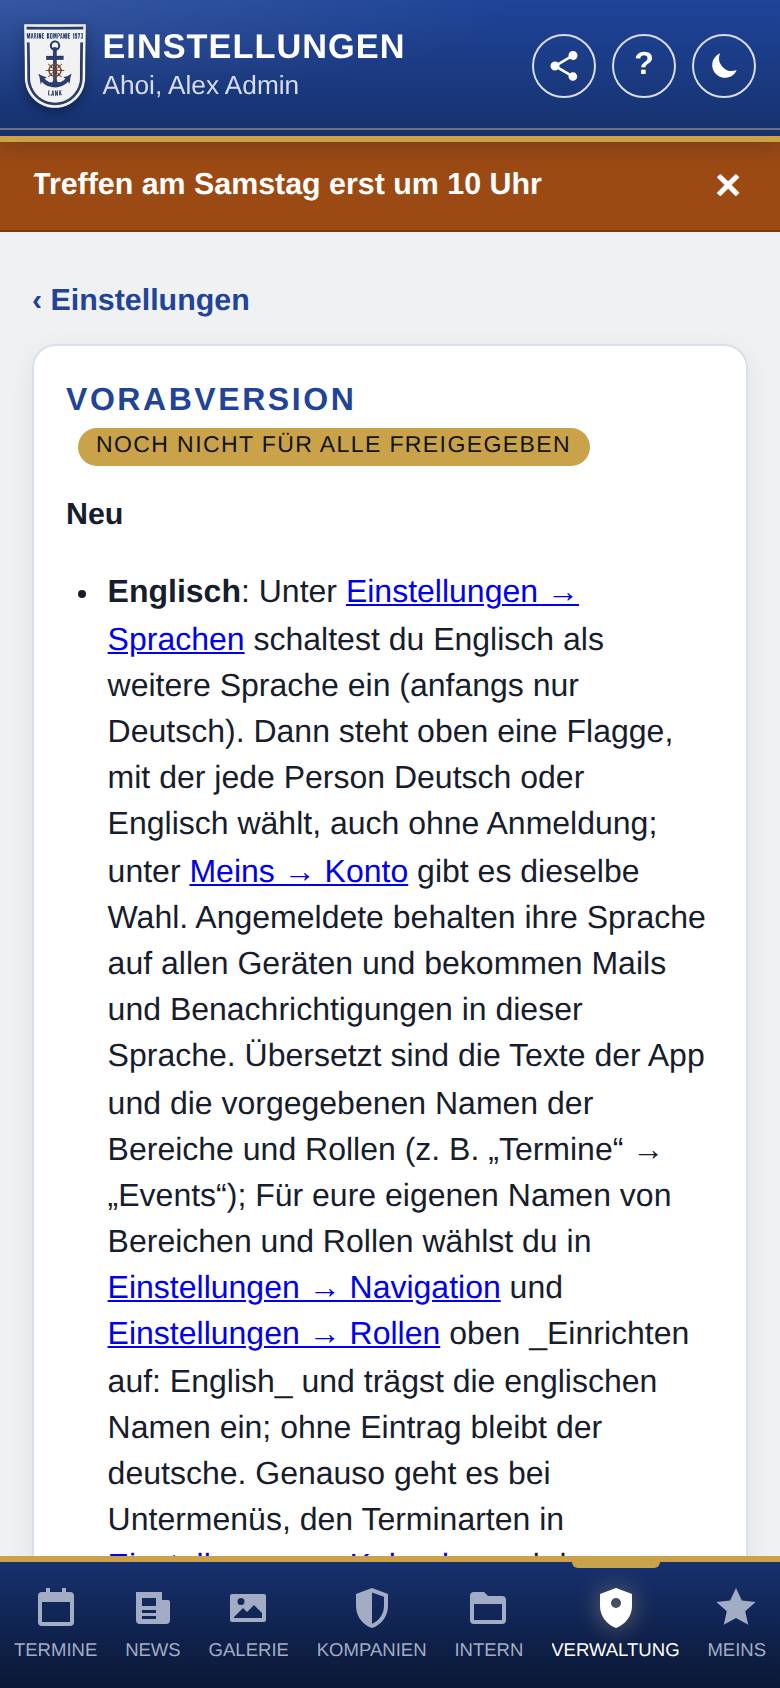 MARINE KOMPANIE 1973
LANK
EINSTELLUNGEN
Ahoi, Alex Admin
?
Treffen am Samstag erst um 10 Uhr
×
‹ Einstellungen
VORABVERSION
NOCH NICHT FÜR ALLE FREIGEGEBEN
Neu
• Englisch: Unter Einstellungen →
Sprachen schaltest du Englisch als
weitere Sprache ein (anfangs nur
Deutsch). Dann steht oben eine Flagge,
mit der jede Person Deutsch oder
Englisch wählt, auch ohne Anmeldung;
unter Meins → Konto gibt es dieselbe
Wahl. Angemeldete behalten ihre Sprache
auf allen Geräten und bekommen Mails
und Benachrichtigungen in dieser
Sprache. Übersetzt sind die Texte der App
und die vorgegebenen Namen der
Bereiche und Rollen (z. B. „Termine“ →
„Events“); Für eure eigenen Namen von
Bereichen und Rollen wählst du in
Einstellungen → Navigation und
Einstellungen → Rollen oben _Einrichten
auf: English_ und trägst die englischen
Namen ein; ohne Eintrag bleibt der
deutsche. Genauso geht es bei
Untermenüs, den Terminarten in
TERMINE
NEWS
GALERIE
KOMPANIEN
INTERN
VERWALTUNG
MEINS